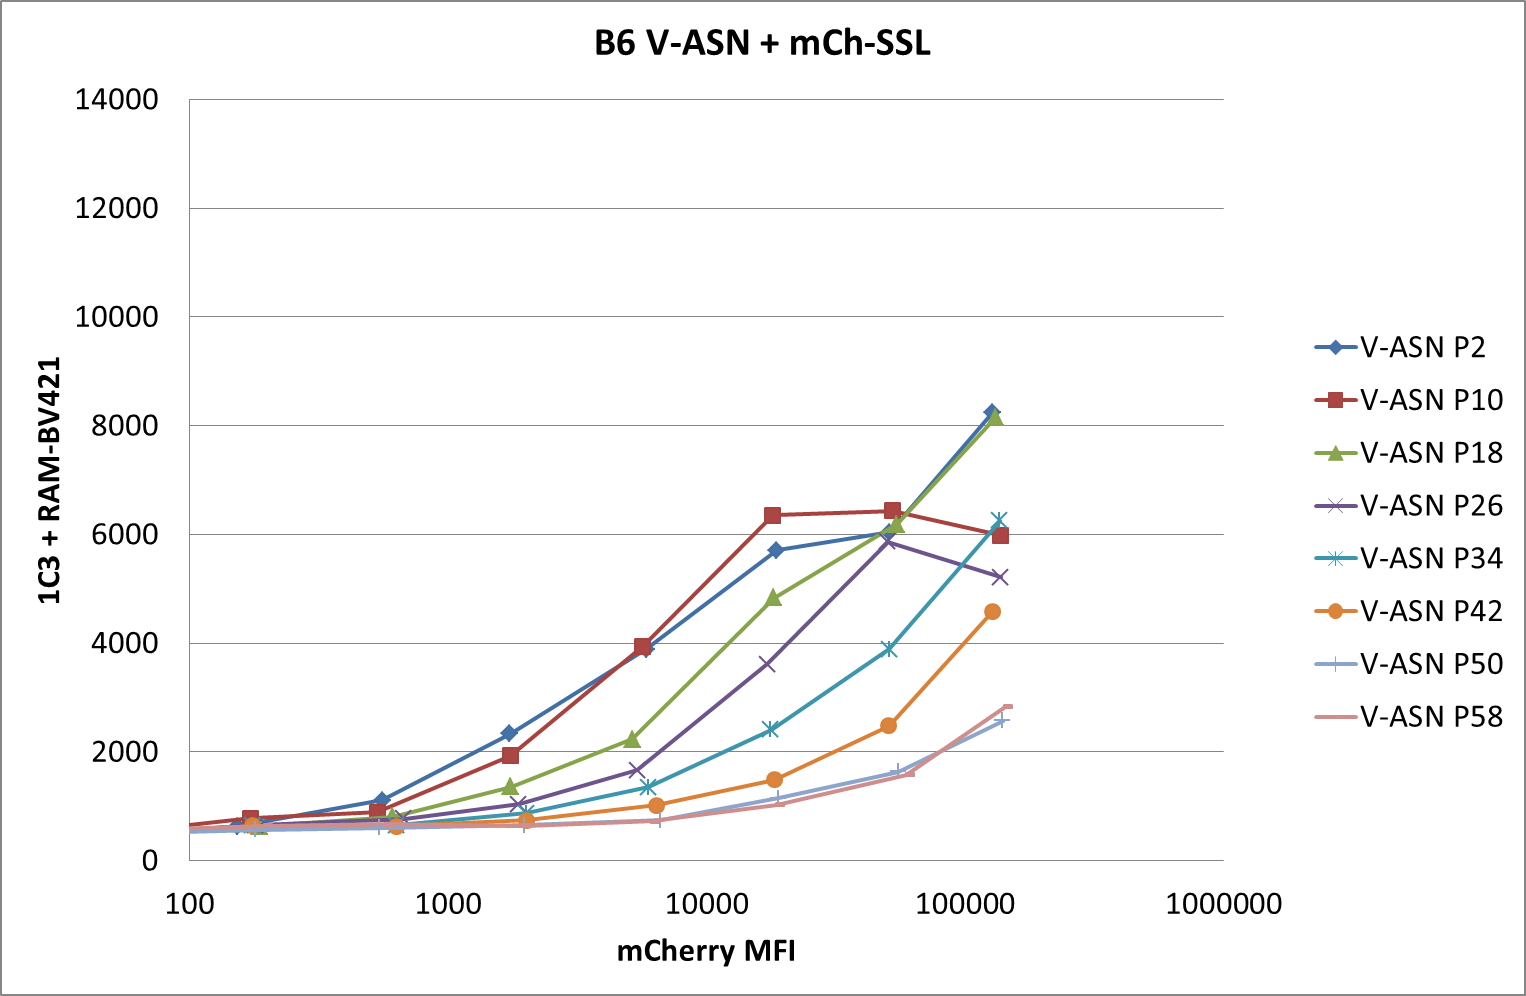 B6 V-ASN + mCh-SSL
14000
12000
10000
8000
6000
4000
2000
0
1C3 + RAM-BV421
100
1000
10000
100000
1000000
mCherry MFI
V-ASN P2
V-ASN P10
V-ASN P18
V-ASN P26
V-ASN P34
V-ASN P42
V-ASN P50
V-ASN P58